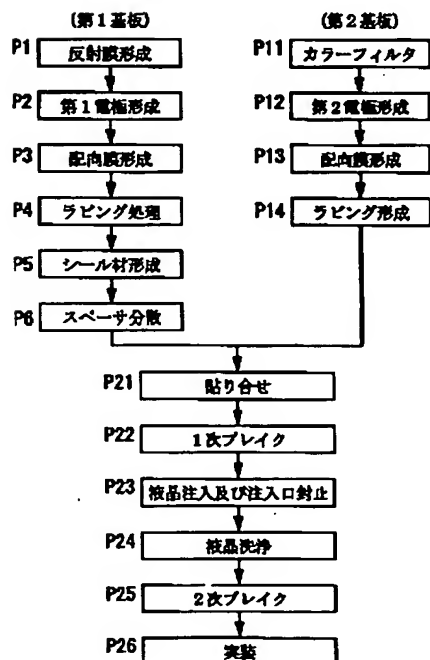 (第1基板)
P1 反射膜形成
P2 第1電極形成
P3 配向膜形成
P4 ラビング処理
P5 シール材形成
P6 スペーサ分散
(第2基板)
P11 カラーフィルタ
P12 第2電極形成
P13 配向膜形成
P14 ラビング形成
P21 貼り合せ
P22 1次ブレイク
P23 液晶注入及び注入口封止
P24 液晶洗浄
P25 2次ブレイク
P26 実装